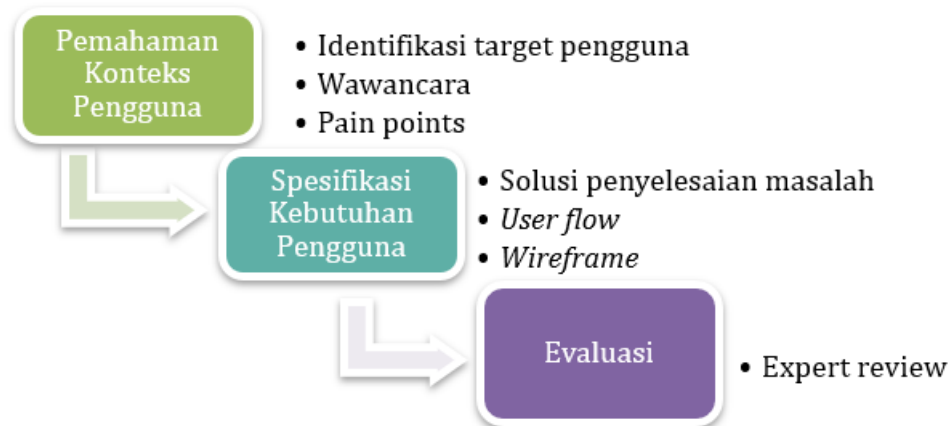 Pemahaman
Konteks
Pengguna
• Identifikasi target pengguna
• Wawancara
• Pain points
Spesifikasi
Kebutuhan
Pengguna
• Solusi penyelesaian masalah
• User flow
• Wireframe
Evaluasi
• Expert review